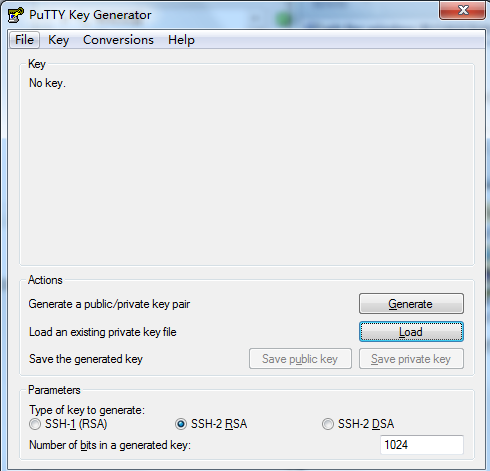 PuTTY Key Generator
File Key Conversions Help
Key
No key.
Actions
Generate a public/private key pair
Generate
Load an existing private key file
Load
Save the generated key
Save public key
Save private key
Parameters
Type of key to generate:
SSH-1 (RSA)
SSH-2 RSA
SSH-2 DSA
Number of bits in a generated key:
1024